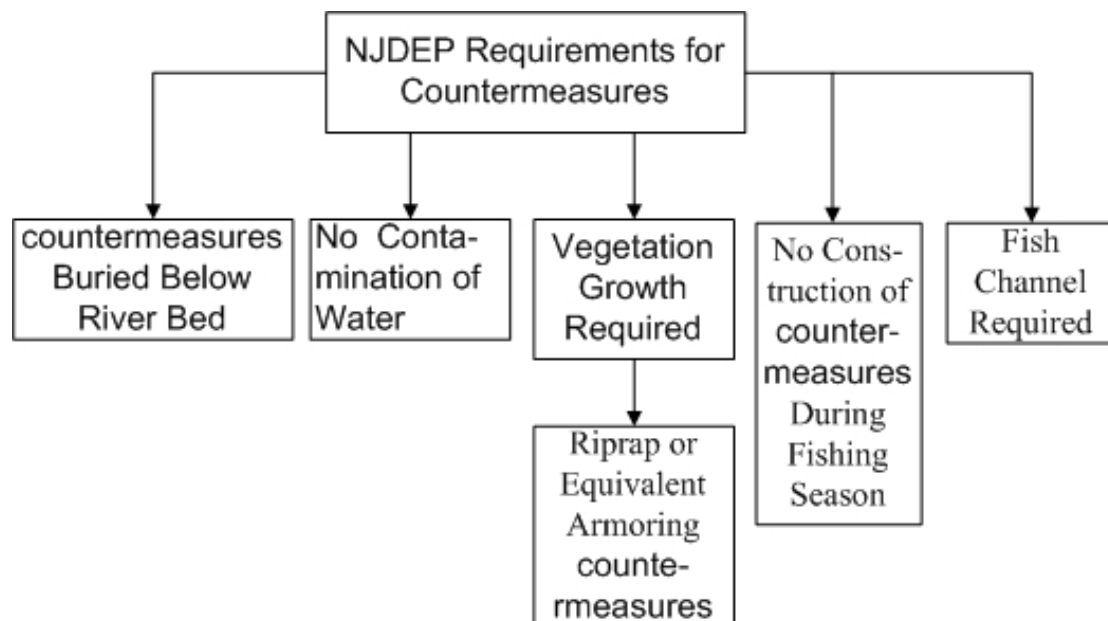 NJDEP Requirements for
Countermeasures
countermeasures
Buried Below
River Bed
No Conta-
mination of
Water
Vegetation
Growth
Required
No Cons-
truction of
counter-
measures
During
Fishing
Season
Fish
Channel
Required
Riprap or
Equivalent
Armoring
counte-
rmeasures